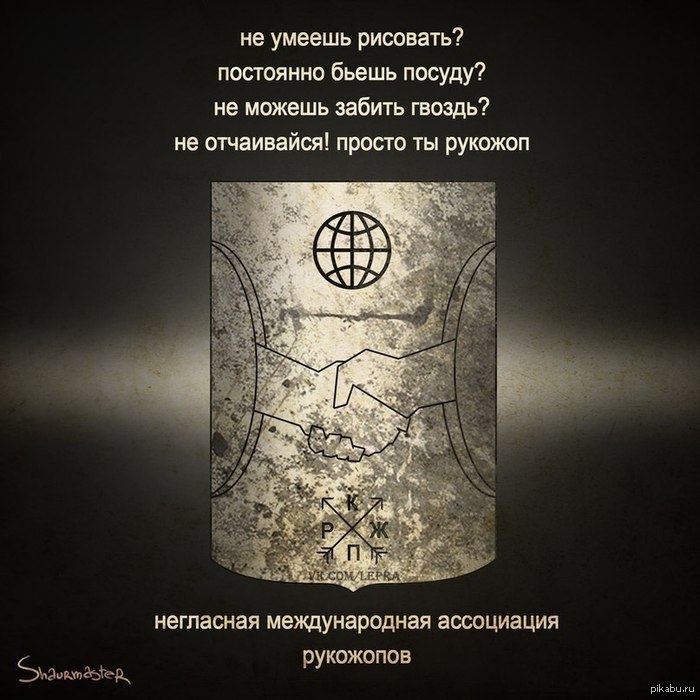 не умеешь рисовать?
постоянно бьешь посуду?
не можешь забить гвоздь?
не отчаивайся! просто ты рукожоп
К
Р Ж
П
VK.COM/LEPRA
негласная международная ассоциация
рукожопов
Shaurmaster
pikabu.ru